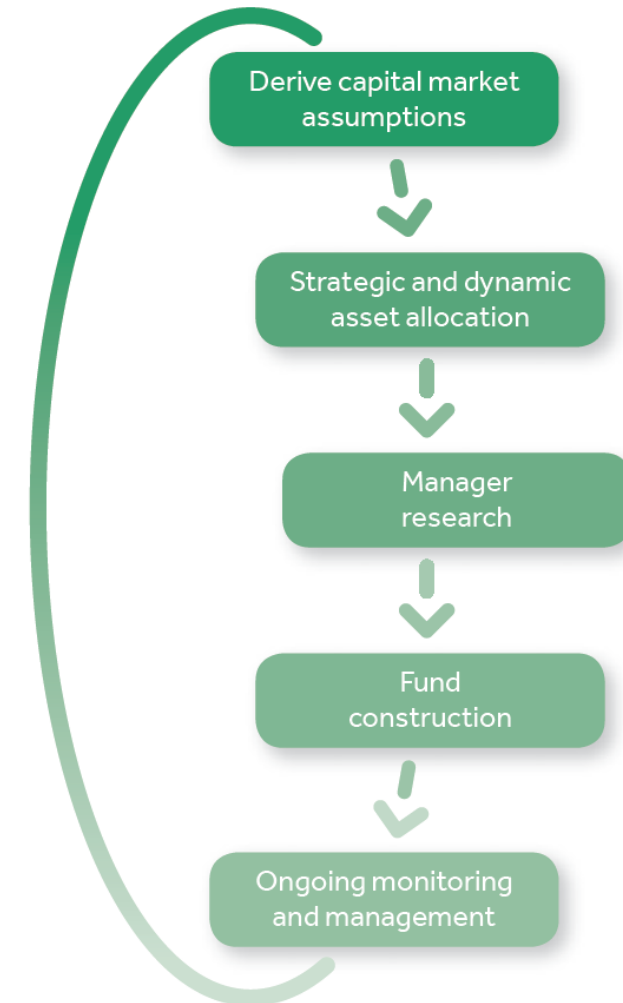 Derive capital market
assumptions
Strategic and dynamic
asset allocation
Manager
research
Fund
construction
Ongoing monitoring
and management